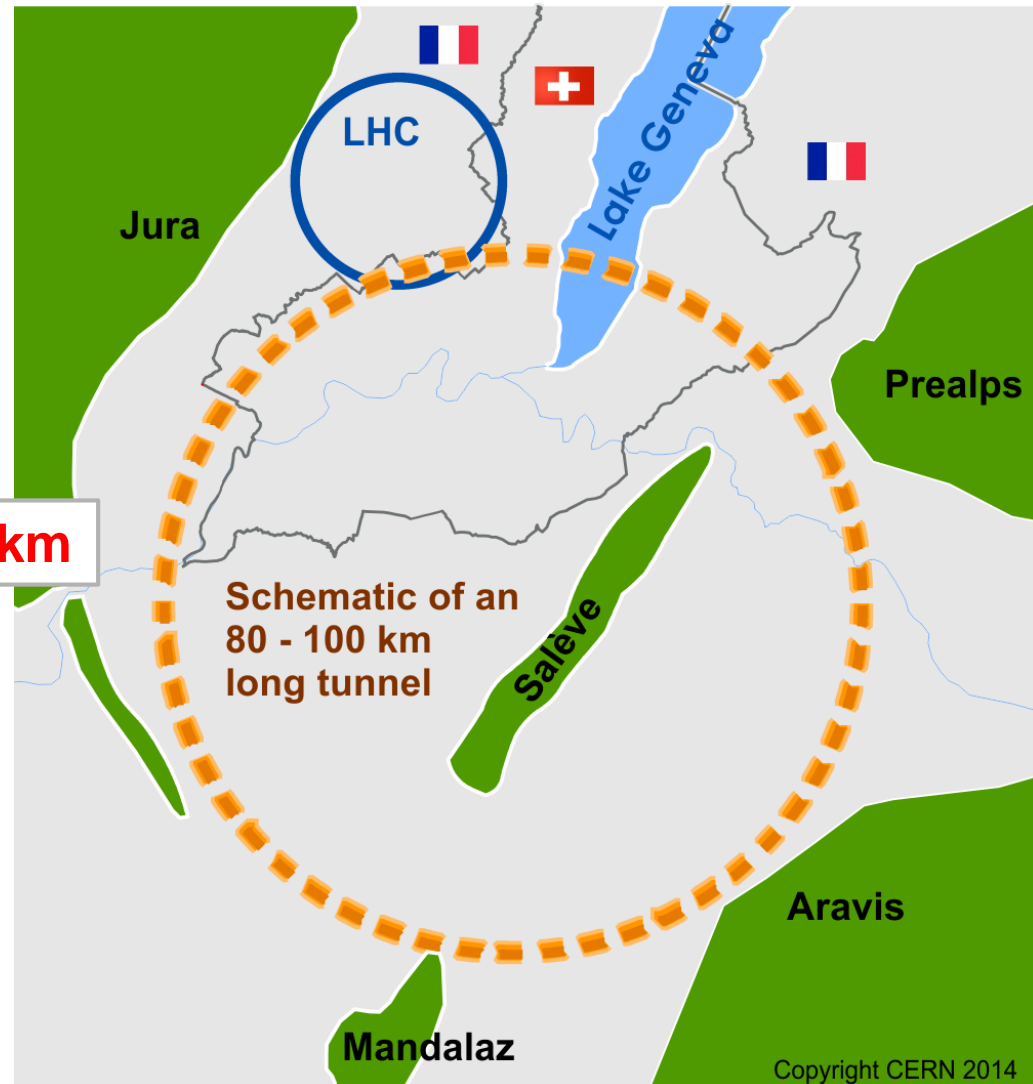 LHC
Lake Geneva
Jura
Prealps
km
Schematic of an
80 - 100 km
long tunnel
Salève
Aravis
Mandalaz
Copyright CERN 2014